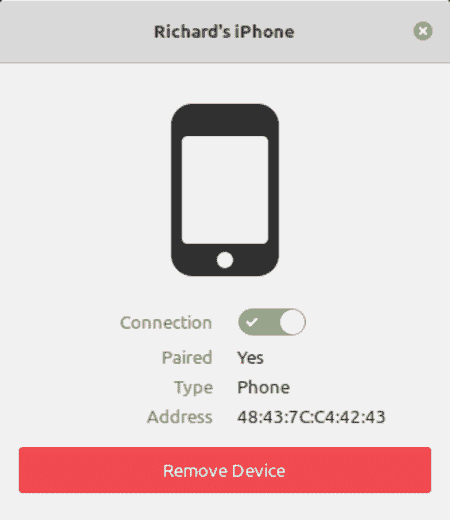 Richard's iPhone
Connection
Paired Yes
Type Phone
Address 48:43:7C:C4:42:43
Remove Device